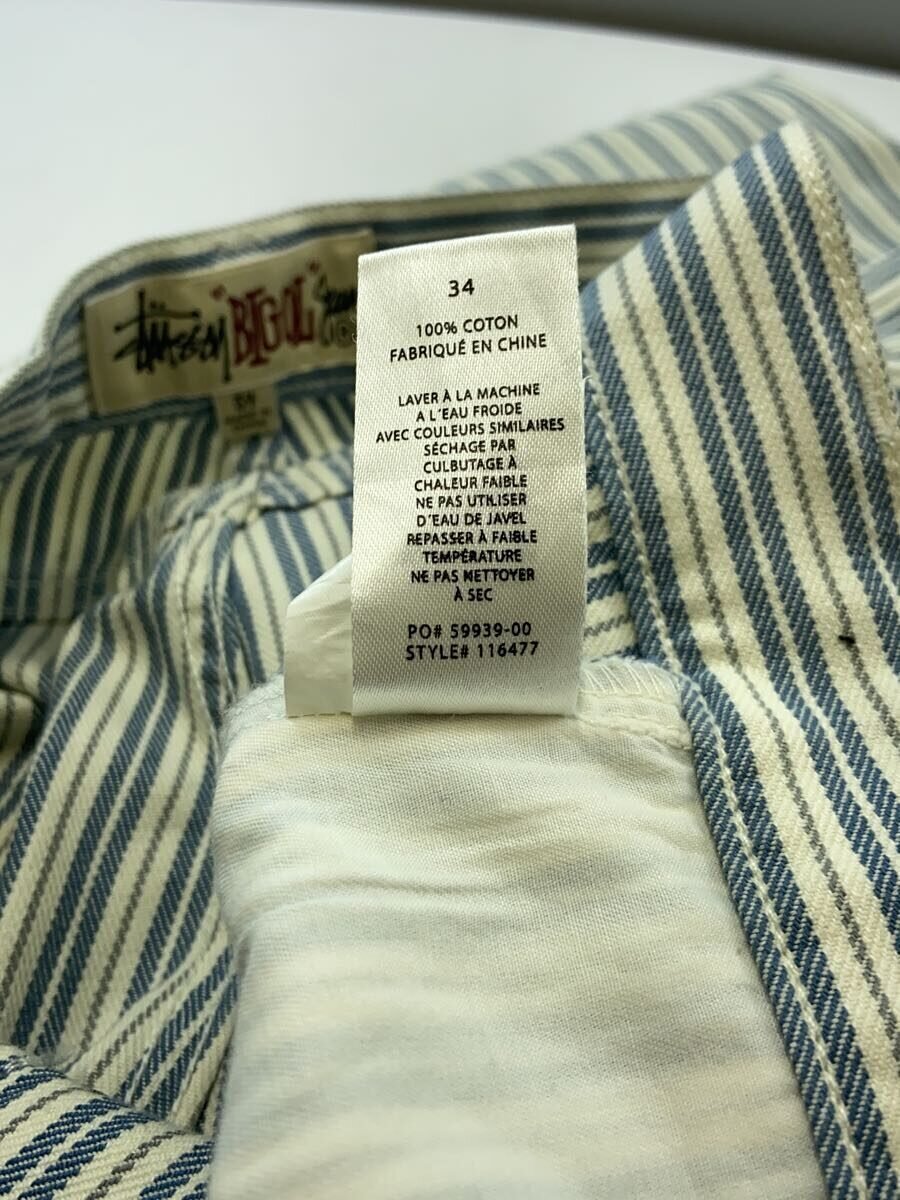 Stüssy "BIG OL"
34
100% COTON
FABRIQUÉ EN CHINE
LAVER À LA MACHINE
A L'EAU FROIDE
AVEC COULEURS SIMILAIRES
SÉCHAGE PAR
CULBUTAGE À
CHALEUR FAIBLE
NE PAS UTILISER
D'EAU DE JAVEL
REPASSER À FAIBLE
TEMPÉRATURE
NE PAS NETTOYER
À SEC
PO# 59939-00
STYLE# 116477